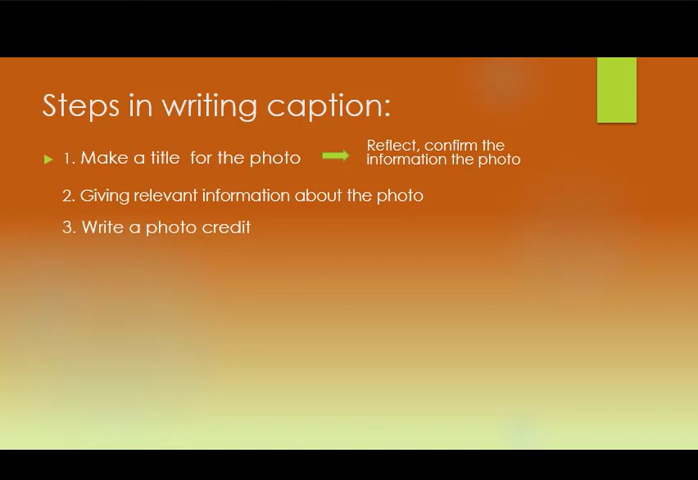 Steps in writing caption:
1. Make a title for the photo
Reflect, confirm the
information the photo
2. Giving relevant information about the photo
3. Write a photo credit